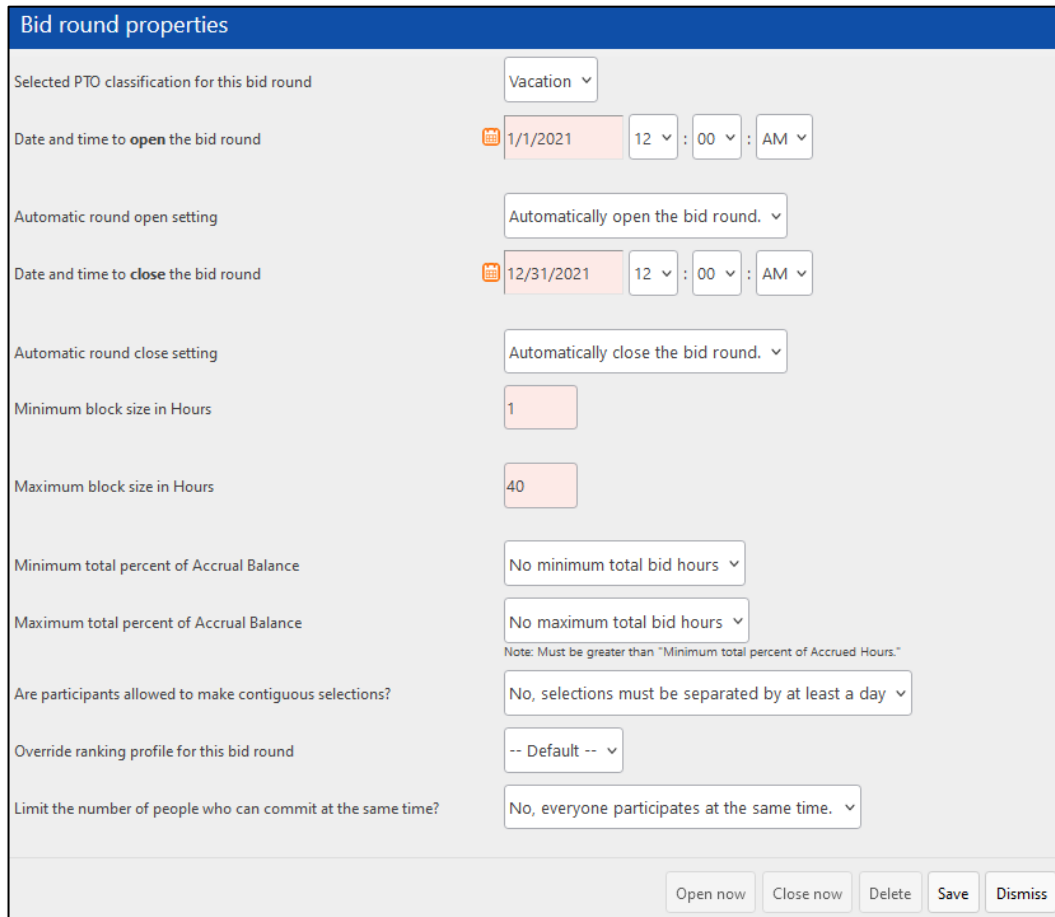 Bid round properties
Selected PTO classification for this bid round Vacation
Date and time to open the bid round 1/1/2021 12 : 00 : AM
Automatic round open setting Automatically open the bid round.
Date and time to close the bid round 12/31/2021 12 : 00 : AM
Automatic round close setting Automatically close the bid round.
Minimum block size in Hours 1
Maximum block size in Hours 40
Minimum total percent of Accrual Balance No minimum total bid hours
Maximum total percent of Accrual Balance No maximum total bid hours
Note: Must be greater than "Minimum total percent of Accrued Hours."
Are participants allowed to make contiguous selections? No, selections must be separated by at least a day
Override ranking profile for this bid round -- Default --
Limit the number of people who can commit at the same time? No, everyone participates at the same time.
Open now Close now Delete Save Dismiss